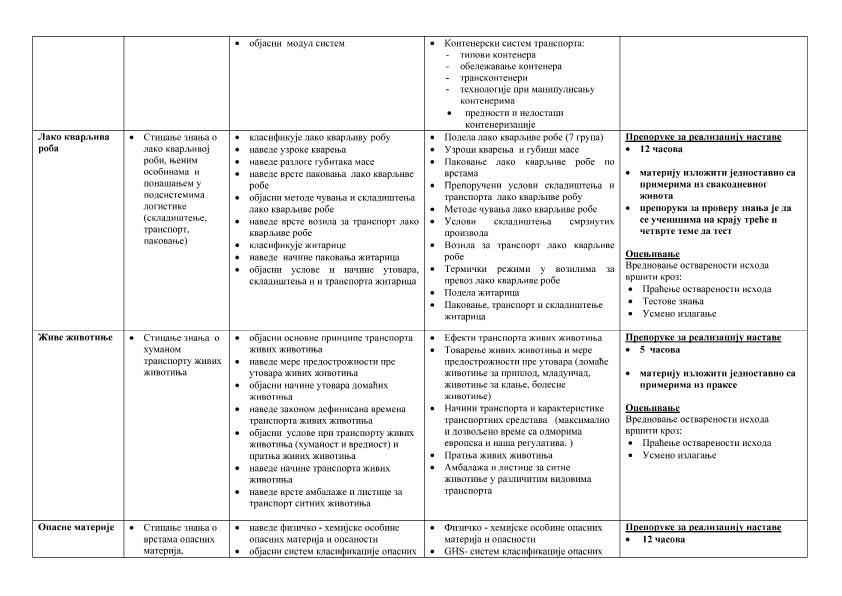 • објасни модул систем
• Контенерски систем транспорта:
- типови контенера
- обележавање контенера
- трансконтенери
- технологије при манипулисању
контенерима
• предности и недостаци
контенеризације
Лако кварљива
роба
• Стицање знања о
лако кварљивој
роби, њеним
особинама и
понашањем у
подсистемима
логистике
(складиштење,
транспорт,
паковање)
• класификује лако кварљиву робу
• наведе узроке кварења
• наведе разлоге губитака масе
• наведе врсте паковања лако кварљиве
робе
• објасни методе чувања и складиштења
лако кварљиве робе
• наведе врсте возила за транспорт лако
кварљиве робе
• класификује житарице
• наведе начине паковања житарица
• објасни услове и начине утовара,
складиштења и и транспорта житарица
• Подела лако кварљиве робе (7 група)
• Узроци кварења и губици масе
• Паковање лако кварљиве робе по
врстама
• Препоручени услови складиштења и
транспорта лако кварљиве робу
• Методе чувања лако кварљиве робе
• Услови складиштења смрзнутих
производа
• Возила за транспорт лако кварљиве
робе
• Термички режими у возилима за
превоз лако кварљиве робе
• Подела житарица
• Паковање, транспорт и складиштење
житарица
Препоруке за реализацију наставе
• 12 часова
• материју изложити једноставно са
примерима из свакодневног
живота
• препорука за проверу знања је да
се ученицима на крају треће и
четврте теме да тест
Оцењивање
Вредновање остварености исхода
вршити кроз:
• Праћење остварености исхода
• Тестове знања
• Усмено излагање
Живе животиње
• Стицање знања о
хуманом
транспорту живих
животиња
• објасни основне принципе транспорта
живих животиња
• наведе мере предострожности пре
утовара живих животиња
• објасни начине утовара домаћих
животиња
• наведе законом дефинисана времена
транспорта живих животиња
• објасни услове при транспорту живих
животиња (хуманост и вредност) и
пратња живих животиња
• наведе начине транспорта живих
животиња
• наведе врсте амбалаже и листице за
транспорт ситних животиња
• Ефекти транспорта живих животиња
• Товарење живих животиња и мере
предострожности пре утовара (домаће
животиње за приплод, младунчад,
животиње за клање, болесне
животиње)
• Начини транспорта и карактеристике
транспортних средстава (максимално
и дозвољено време са одморима
европска и наша регулатива. )
• Пратња живих животиња
• Амбалажа и листице за ситне
животиње у различитим видовима
транспорта
Препоруке за реализацију наставе
• 5 часова
• материју изложити једноставно са
примерима из праксе
Оцењивање
Вредновање остварености исхода
вршити кроз:
• Праћење остварености исхода
• Усмено излагање
Опасне материје
• Стицање знања о
врстама опасних
материја,
• наведе физичко - хемијске особине
опасних материја и опсаности
• објасни систем класификације опасних
• Физичко - хемијске особине опасних
материја и опасности
• GHS- систем класификације опасних
Препоруке за реализацију наставе
• 12 часова